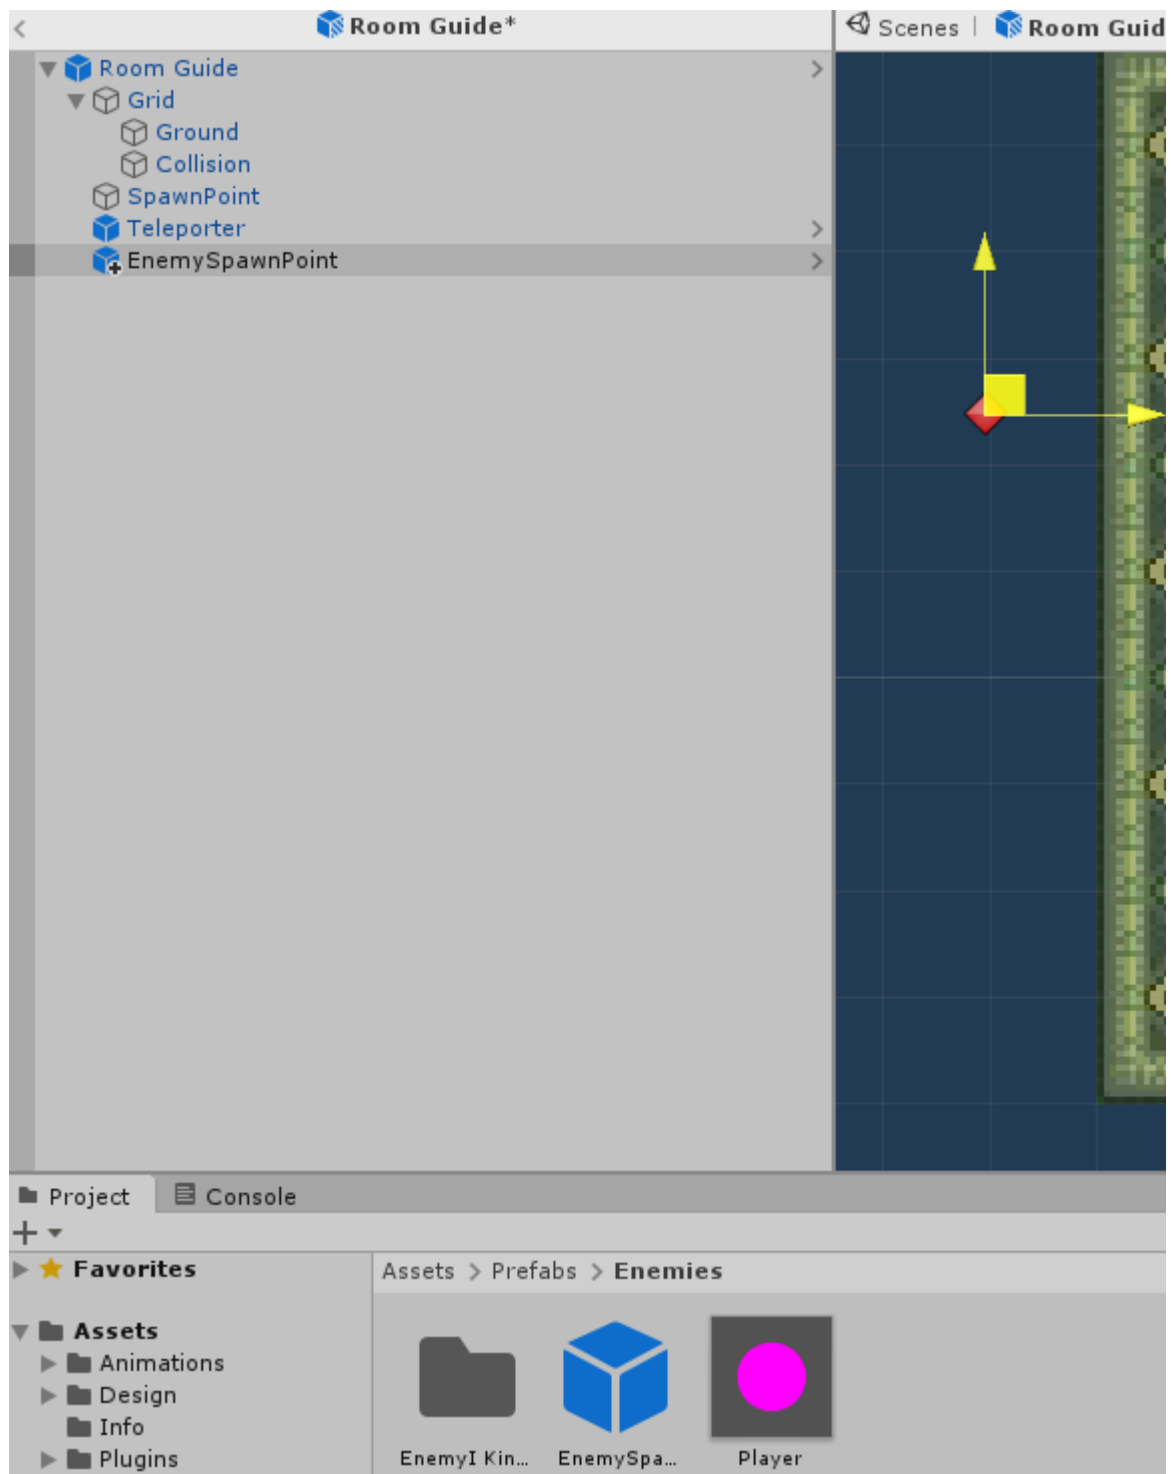 Room Guide*
Scenes | Room Guid
Room Guide
Grid
Ground
Collision
SpawnPoint
Teleporter
EnemySpawnPoint
Project
Console
Favorites
Assets > Prefabs > Enemies
Assets
Animations
Design
Info
Plugins
EnemyI Kin...
EnemySpa...
Player